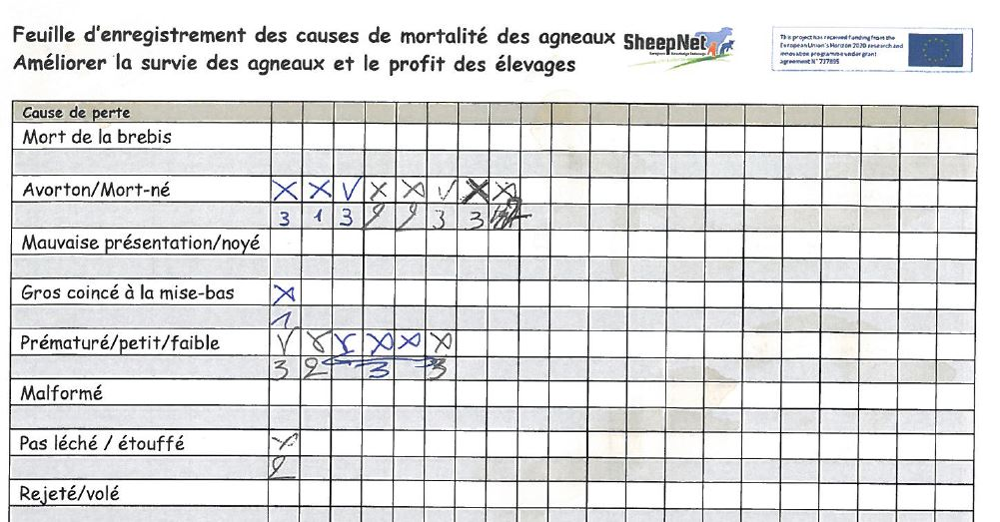 Feuille d'enregistrement des causes de mortalité des agneaux
Améliorer la survie des agneaux et le profit des élevages
SheepNet
This project has received funding from the
European Union's Horizon 2020 research and
innovation programme under grant
agreement N° 727895
Cause de perte
Mort de la brebis
Avorton/Mort-né X X V X X V X X
3 1 3 2 2 3 3
Mauvaise présentation/noyé
Gros coincé à la mise-bas X
1
Prématuré/petit/faible V X X X X X
3 2 3 3
Malformé
Pas léché / étouffé X
2
Rejeté/volé